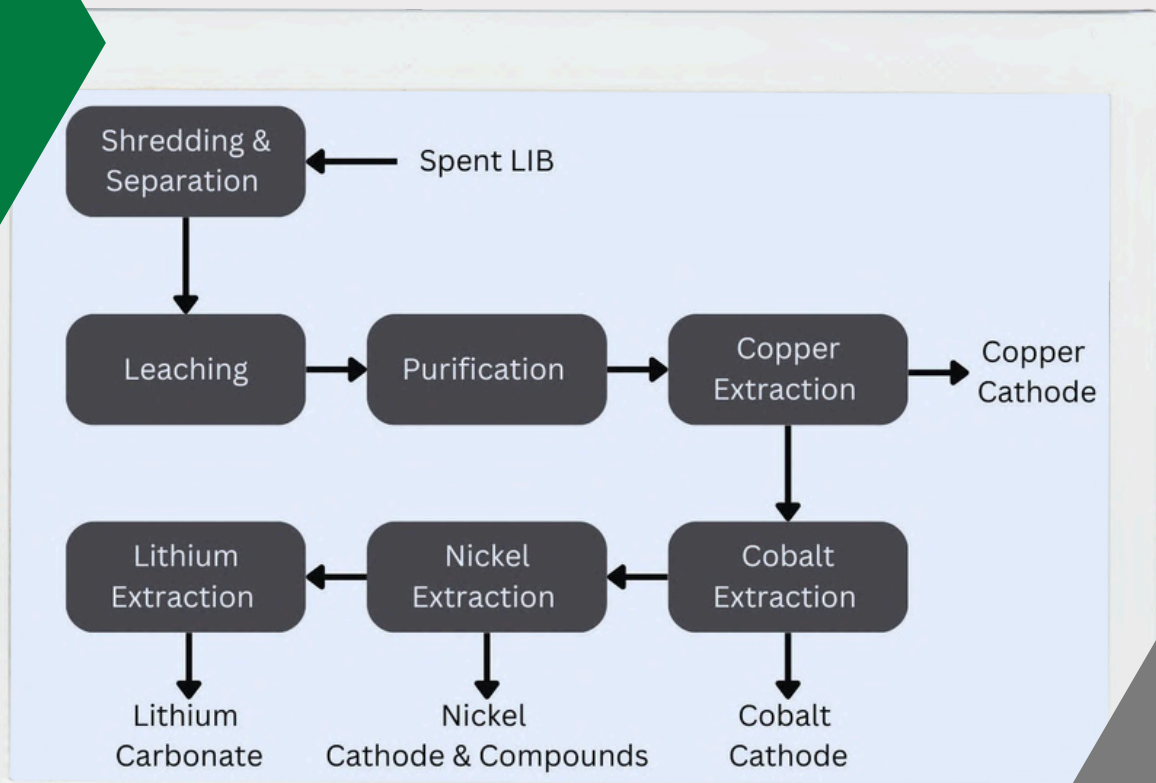 Shredding &
Separation
Spent LIB
Leaching
Purification
Copper
Extraction
Copper
Cathode
Lithium
Extraction
Nickel
Extraction
Cobalt
Extraction
Lithium
Carbonate
Nickel
Cathode & Compounds
Cobalt
Cathode